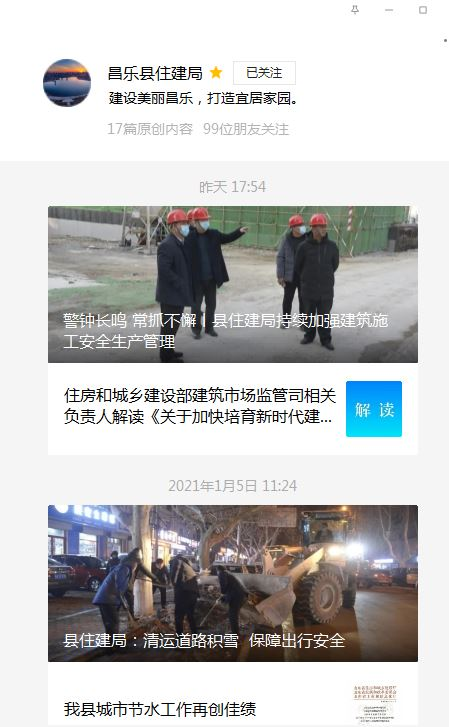 昌乐县住建局
已关注
建设美丽昌乐，打造宜居家园。
17篇原创内容 99位朋友关注
昨天 17:54
警钟长鸣 常抓不懈丨县住建局持续加强建筑施
工安全生产管理
住房和城乡建设部建筑市场监管司相关
负责人解读《关于加快培育新时代建...
解 读
2021年1月5日 11:24
县住建局：清运道路积雪 保障出行安全
我县城市节水工作再创佳绩